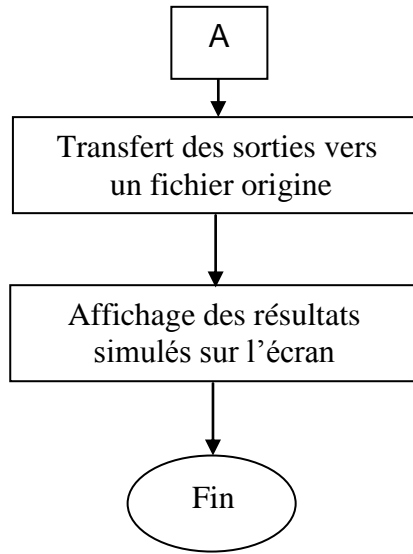 A
Transfert des sorties vers
un fichier origine
Affichage des résultats
simulés sur l'écran
Fin